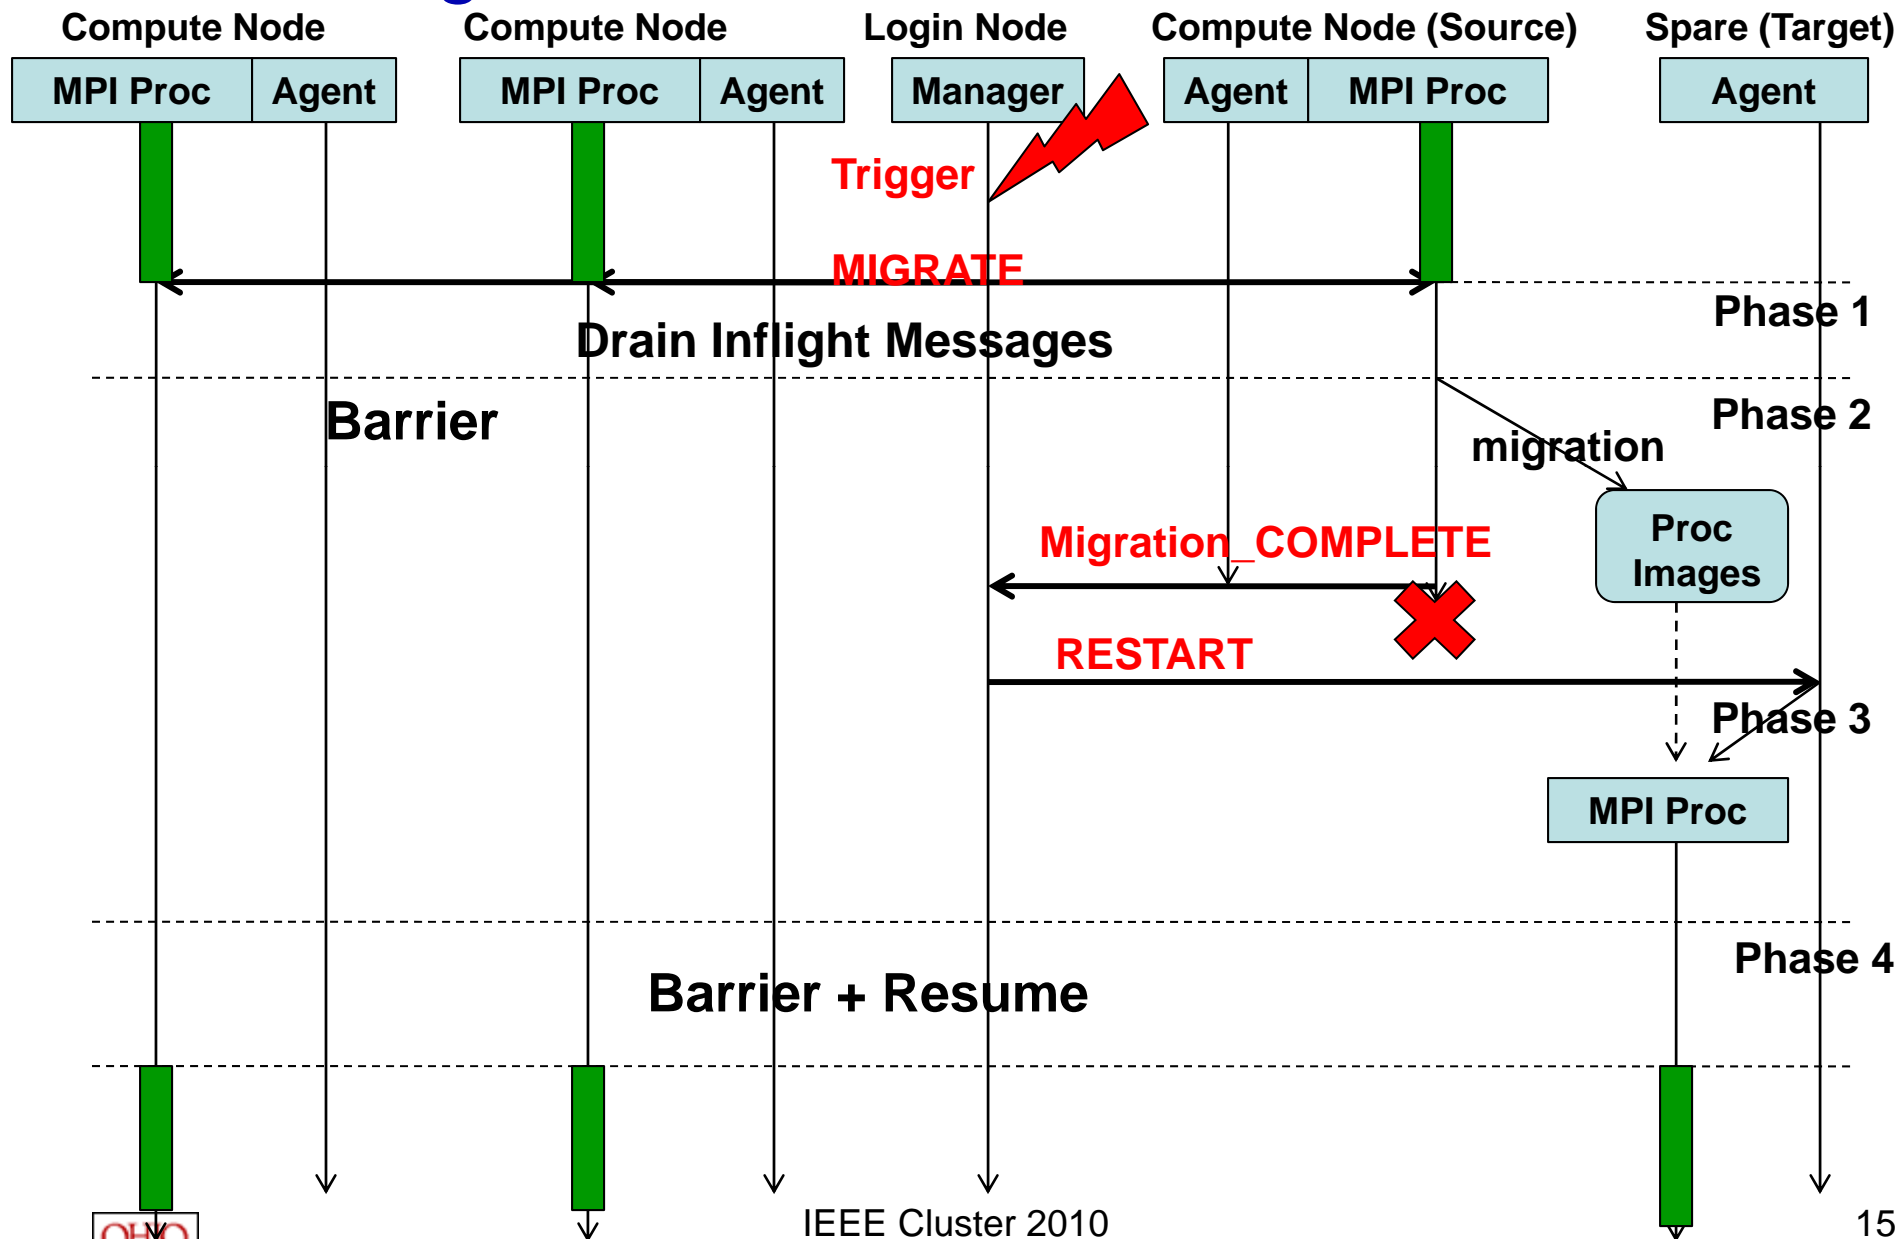 Compute Node
Compute Node
Login Node
Compute Node (Source)
Spare (Target)
MPI Proc
Agent
MPI Proc
Agent
Manager
Agent
MPI Proc
Agent
Trigger
MIGRATE
Phase 1
Drain Inflight Messages
Barrier
Phase 2
migration
Proc
Images
Migration_COMPLETE
RESTART
Phase 3
MPI Proc
Phase 4
Barrier + Resume
IEEE Cluster 2010
15
OHIO